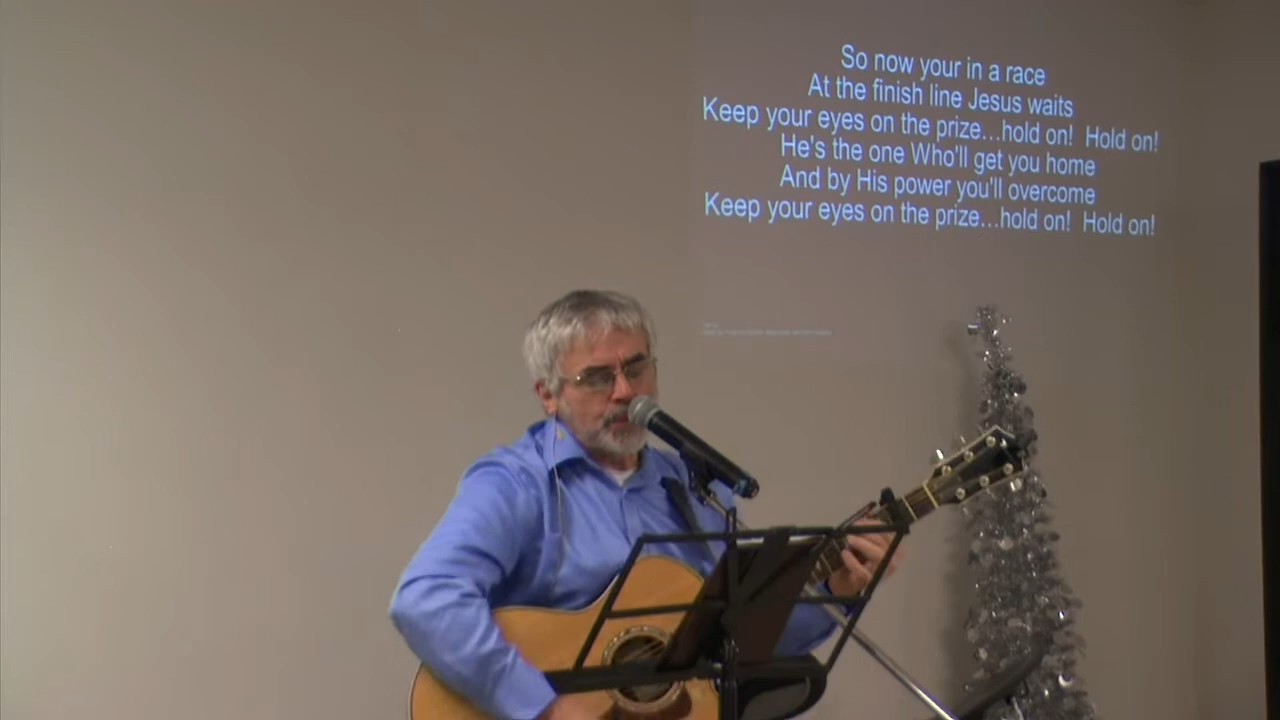 So now your in a race
At the finish line Jesus waits
Keep your eyes on the prize...hold on!  Hold on!
He's the one Who'll get you home
And by His power you'll overcome
Keep your eyes on the prize...hold on!  Hold on!